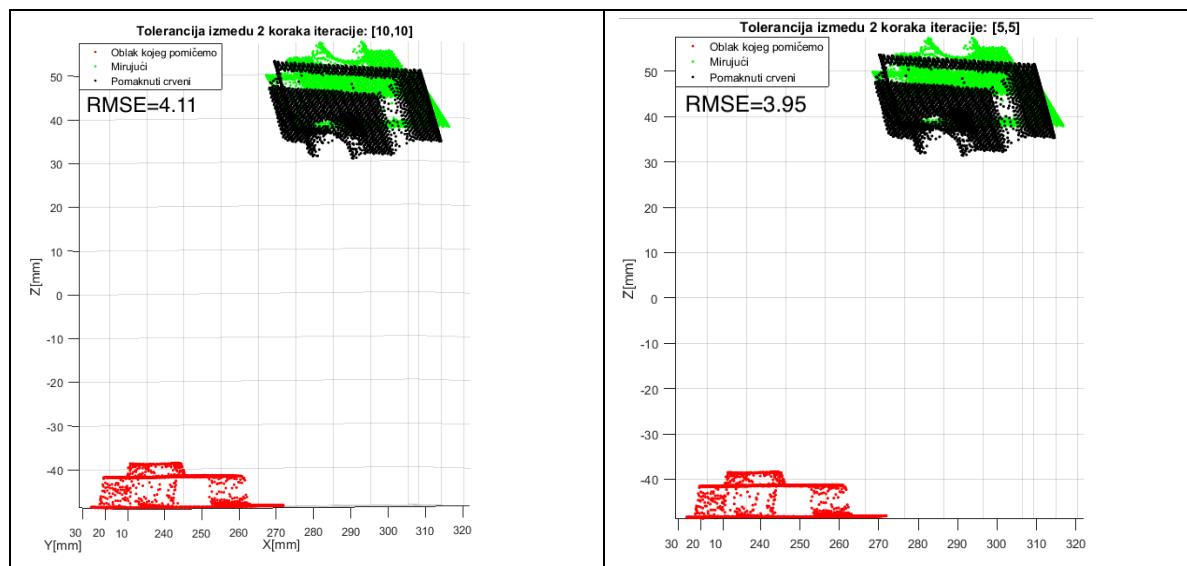 Tolerancija izmedu 2 koraka iteracije: [10,10]
Oblak kojeg pomičemo
Mirujući
Pomaknuti crveni
RMSE=4.11
50
40
30
20
10
0
-10
-20
-30
-40
Z[mm]
30 20 10 240 250 260 270 280 290 300 310 320
Y[mm] X[mm]
Tolerancija izmedu 2 koraka iteracije: [5,5]
Oblak kojeg pomičemo
Mirujući
Pomaknuti crveni
RMSE=3.95
50
40
30
20
10
0
-10
-20
-30
-40
Z[mm]
30 20 10 240 250 260 270 280 290 300 310 320